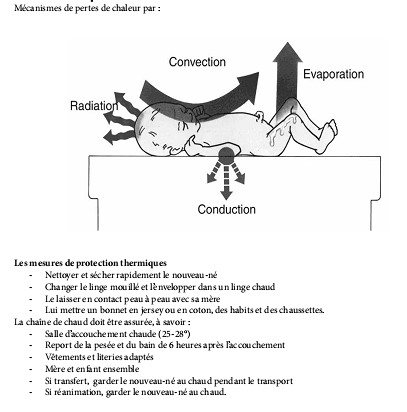 Mécanismes de pertes de chaleur par :
Convection
Evaporation
Radiation
Conduction
Les mesures de protection thermiques
- Nettoyer et sécher rapidement le nouveau-né
- Changer le linge mouillé et l'envelopper dans un linge chaud
- Le laisser en contact peau à peau avec sa mère
- Lui mettre un bonnet en jersey ou en coton, des habits et des chaussettes.
La chaîne de chaud doit être assurée, à savoir :
- Salle d'accouchement chaude (25-28°)
- Report de la pesée et du bain de 6 heures après l'accouchement
- Vêtements et literies adaptés
- Mère et enfant ensemble
- Si transfert, garder le nouveau-né au chaud pendant le transport
- Si réanimation, garder le nouveau-né au chaud.